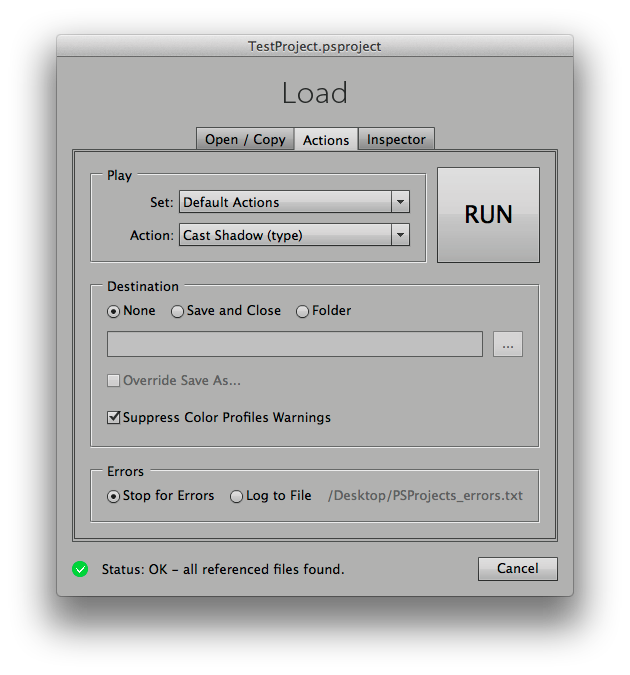 TestProject.psproject
Load
Open / Copy Actions Inspector
Play
Set: Default Actions
Action: Cast Shadow (type)
RUN
Destination
None Save and Close Folder
...
Override Save As...
Suppress Color Profiles Warnings
Errors
Stop for Errors Log to File /Desktop/PSProjects_errors.txt
Status: OK – all referenced files found.
Cancel